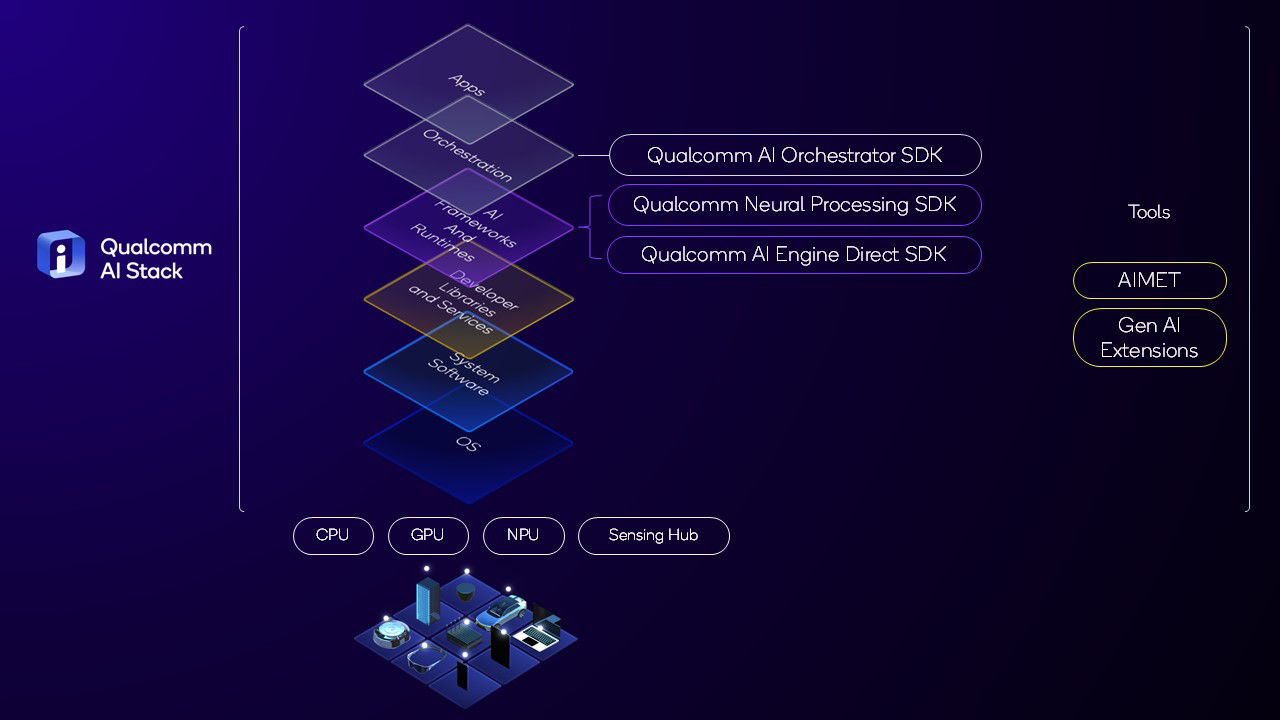 Qualcomm
AI Stack
Apps
Orchestration
AI
Frameworks
And
Runtimes
Developer
Libraries
and Services
System
Software
OS
Qualcomm AI Orchestrator SDK
Qualcomm Neural Processing SDK
Qualcomm AI Engine Direct SDK
Tools
AIMET
Gen AI
Extensions
CPU
GPU
NPU
Sensing Hub